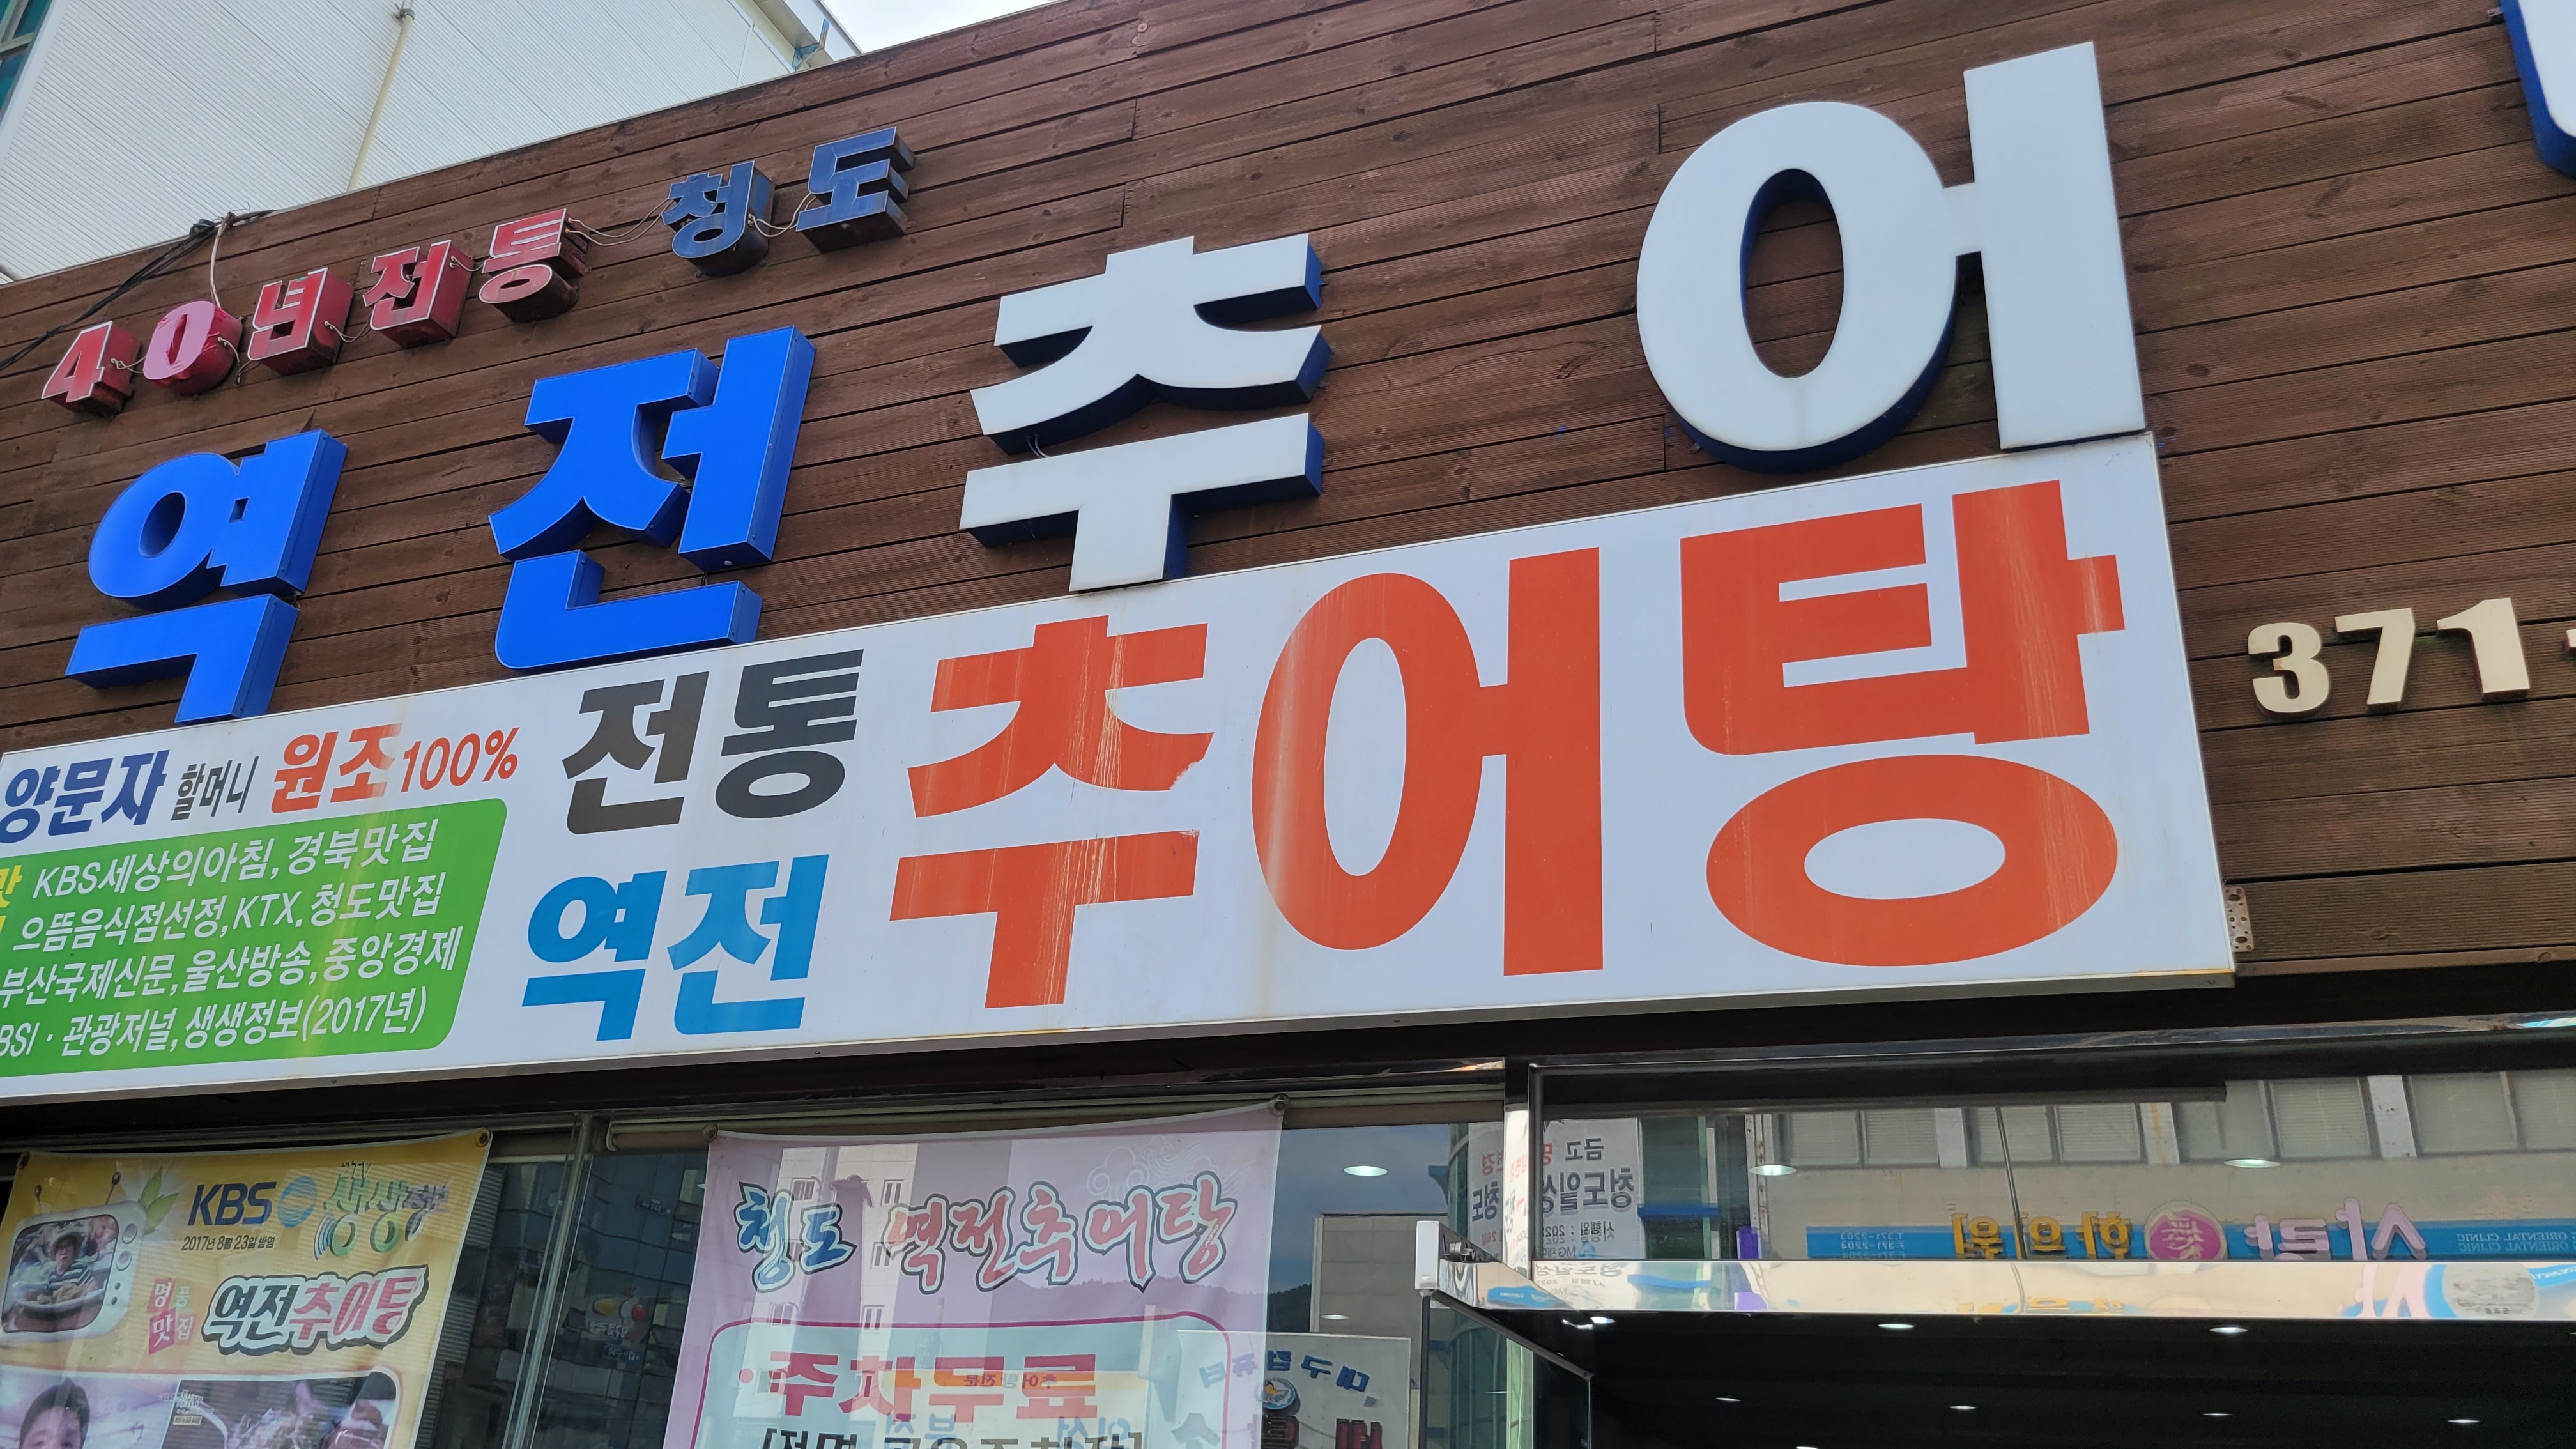 40년전통 청도
역전추어
371
양문자 할머니 원조100%
KBS세상의아침, 경북맛집
으뜸음식점선정,KTX, 청도맛집
부산국제신문,울산방송,중앙경제
BSI · 관광저널, 생생정보(2017년)
전통
역전
추어탕
KBS 생생정보
2017년 8월 23일 방영
명품
맛집
역전추어탕
청도 역전추어탕
주차무료